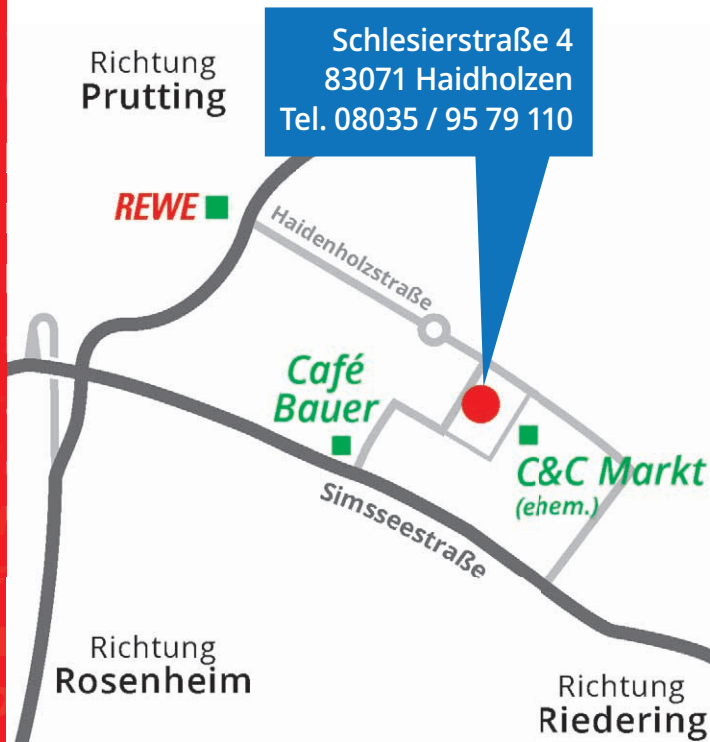 Schlesierstraße 4
83071 Haidholzen
Tel. 08035 / 95 79 110
Richtung
Prutting
REWE
Haidenholzstraße
Café
Bauer
C&C Markt
(ehem.)
Simsseestraße
Richtung
Rosenheim
Richtung
Riedering